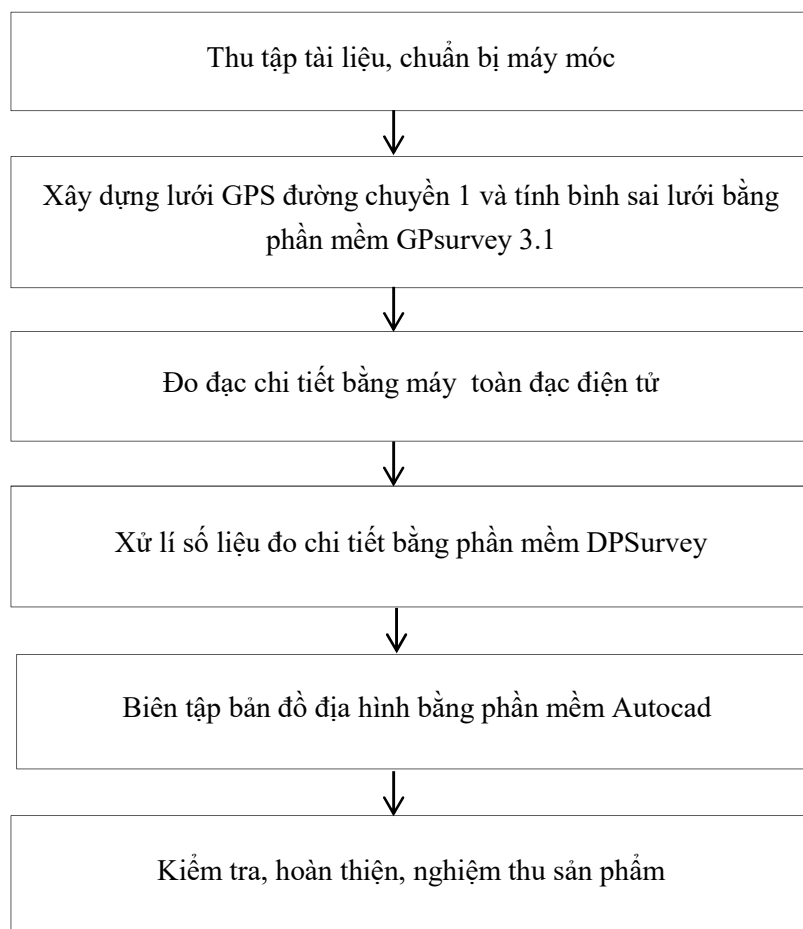 Thu tập tài liệu, chuẩn bị máy móc
Xây dựng lưới GPS đường chuyền 1 và tính bình sai lưới bằng
phần mềm GPsurvey 3.1
Đo đạc chi tiết bằng máy toàn đạc điện tử
Xử lí số liệu đo chi tiết bằng phần mềm DPSurvey
Biên tập bản đồ địa hình bằng phần mềm Autocad
Kiểm tra, hoàn thiện, nghiệm thu sản phẩm